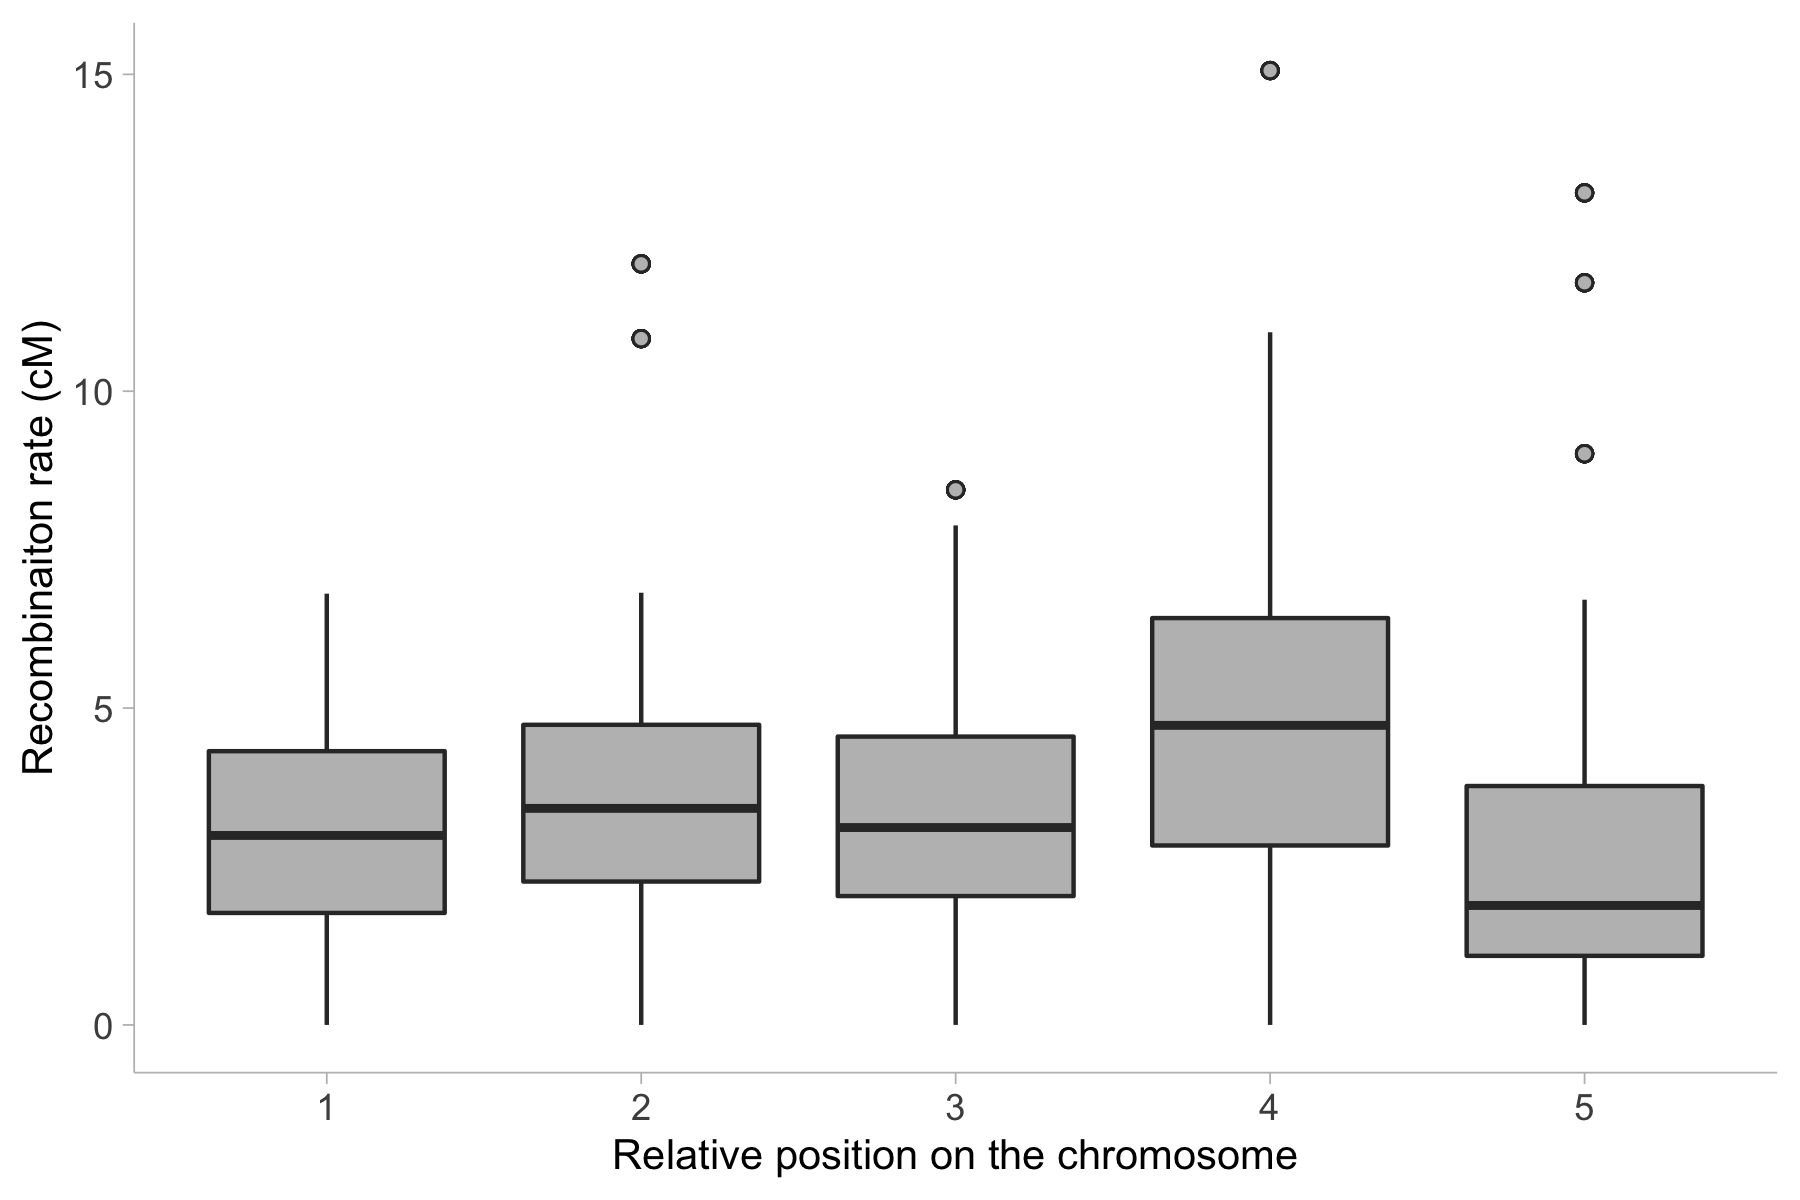 Recombinaiton rate (cM)
15
10
5
0
1 2 3 4 5
Relative position on the chromosome